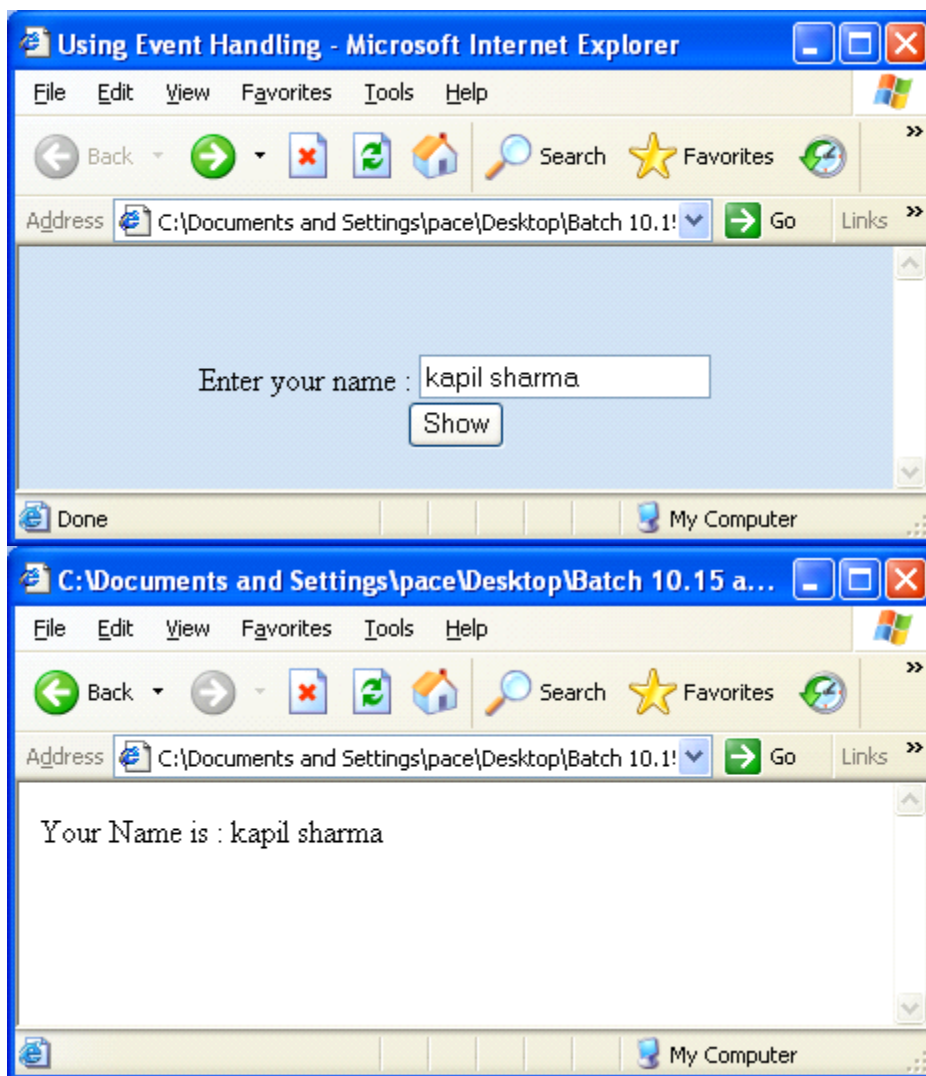 Using Event Handling - Microsoft Internet Explorer
File Edit View Favorites Tools Help
Back Search Favorites »
Address C:\Documents and Settings\pace\Desktop\Batch 10.1! Go Links »
Enter your name : kapil sharma
Show
Done My Computer
C:\Documents and Settings\pace\Desktop\Batch 10.15 a...
File Edit View Favorites Tools Help
Back Search Favorites »
Address C:\Documents and Settings\pace\Desktop\Batch 10.1! Go Links »
Your Name is : kapil sharma
My Computer